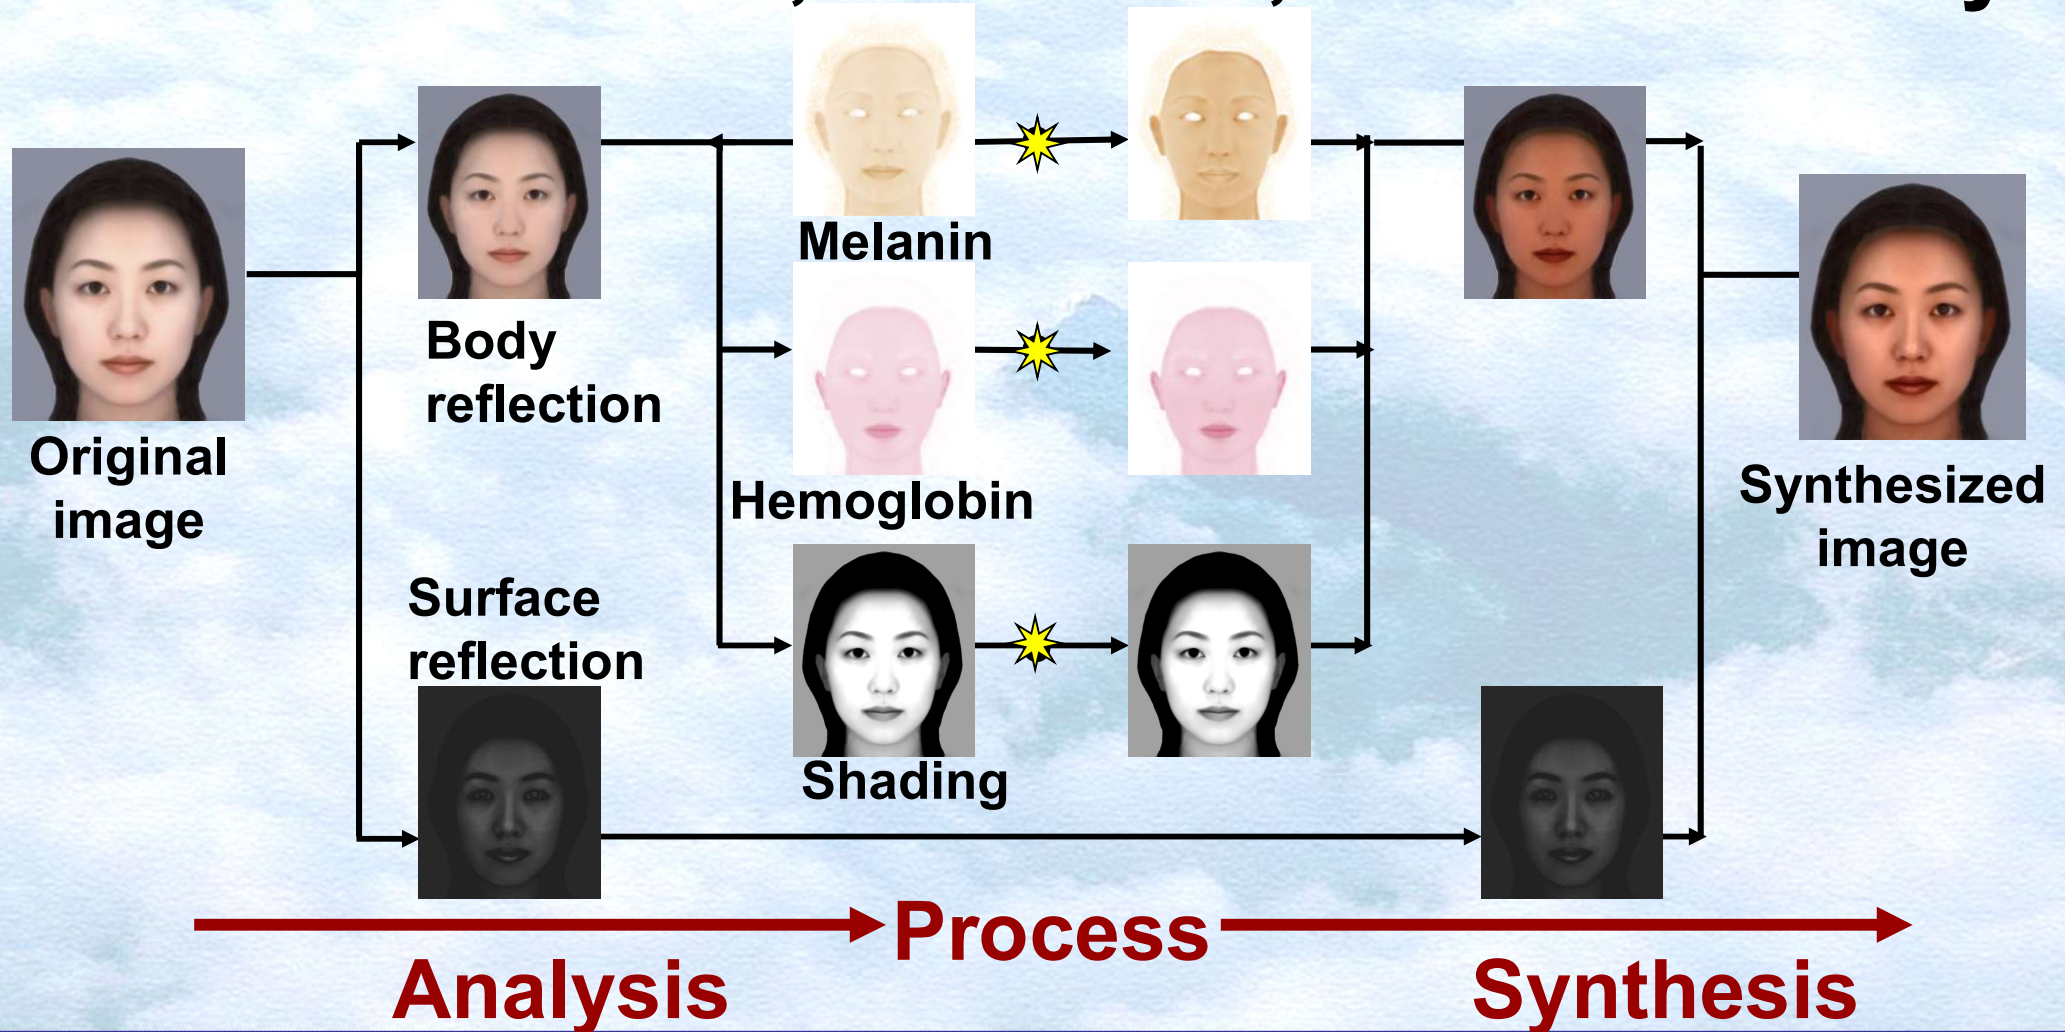 Original
image
Body
reflection
Surface
reflection
Melanin
Hemoglobin
Shading
Synthesized
image
Process
Analysis
Synthesis